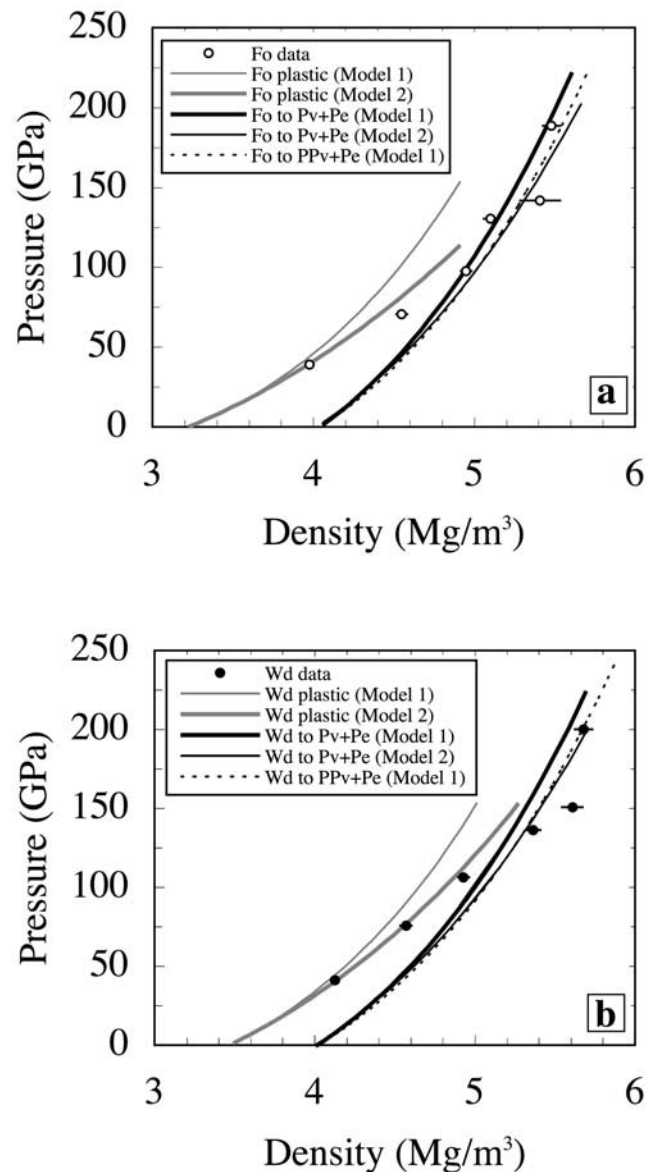 250
200
150
100
50
0
Pressure (GPa)
Fo data
Fo plastic (Model 1)
Fo plastic (Model 2)
Fo to Pv+Pe (Model 1)
Fo to Pv+Pe (Model 2)
Fo to PPv+Pe (Model 1)
a
3 4 5 6
Density (Mg/m³)
250
200
150
100
50
0
Pressure (GPa)
Wd data
Wd plastic (Model 1)
Wd plastic (Model 2)
Wd to Pv+Pe (Model 1)
Wd to Pv+Pe (Model 2)
Wd to PPv+Pe (Model 1)
b
3 4 5 6
Density (Mg/m³)